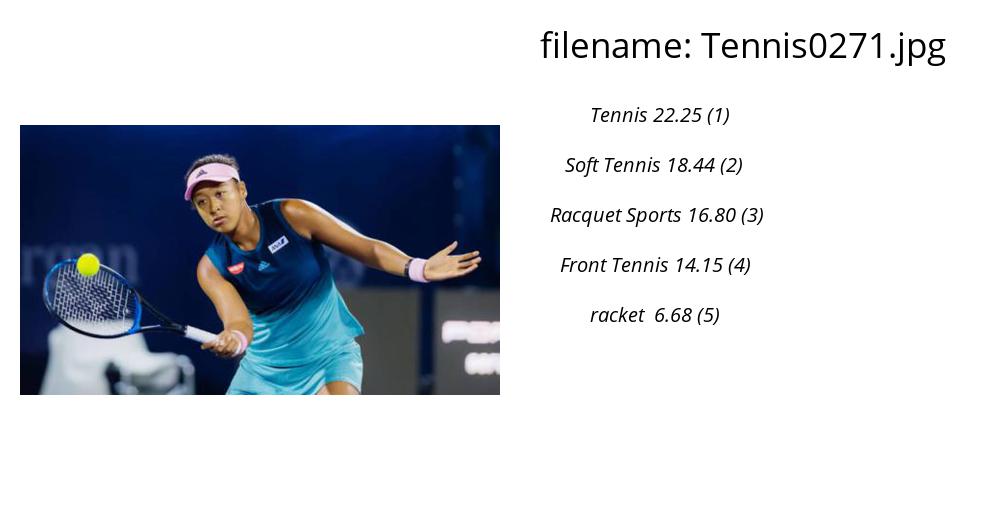 filename: Tennis0271.jpg
Tennis 22.25 (1)
Soft Tennis 18.44 (2)
Racquet Sports 16.80 (3)
Front Tennis 14.15 (4)
racket 6.68 (5)